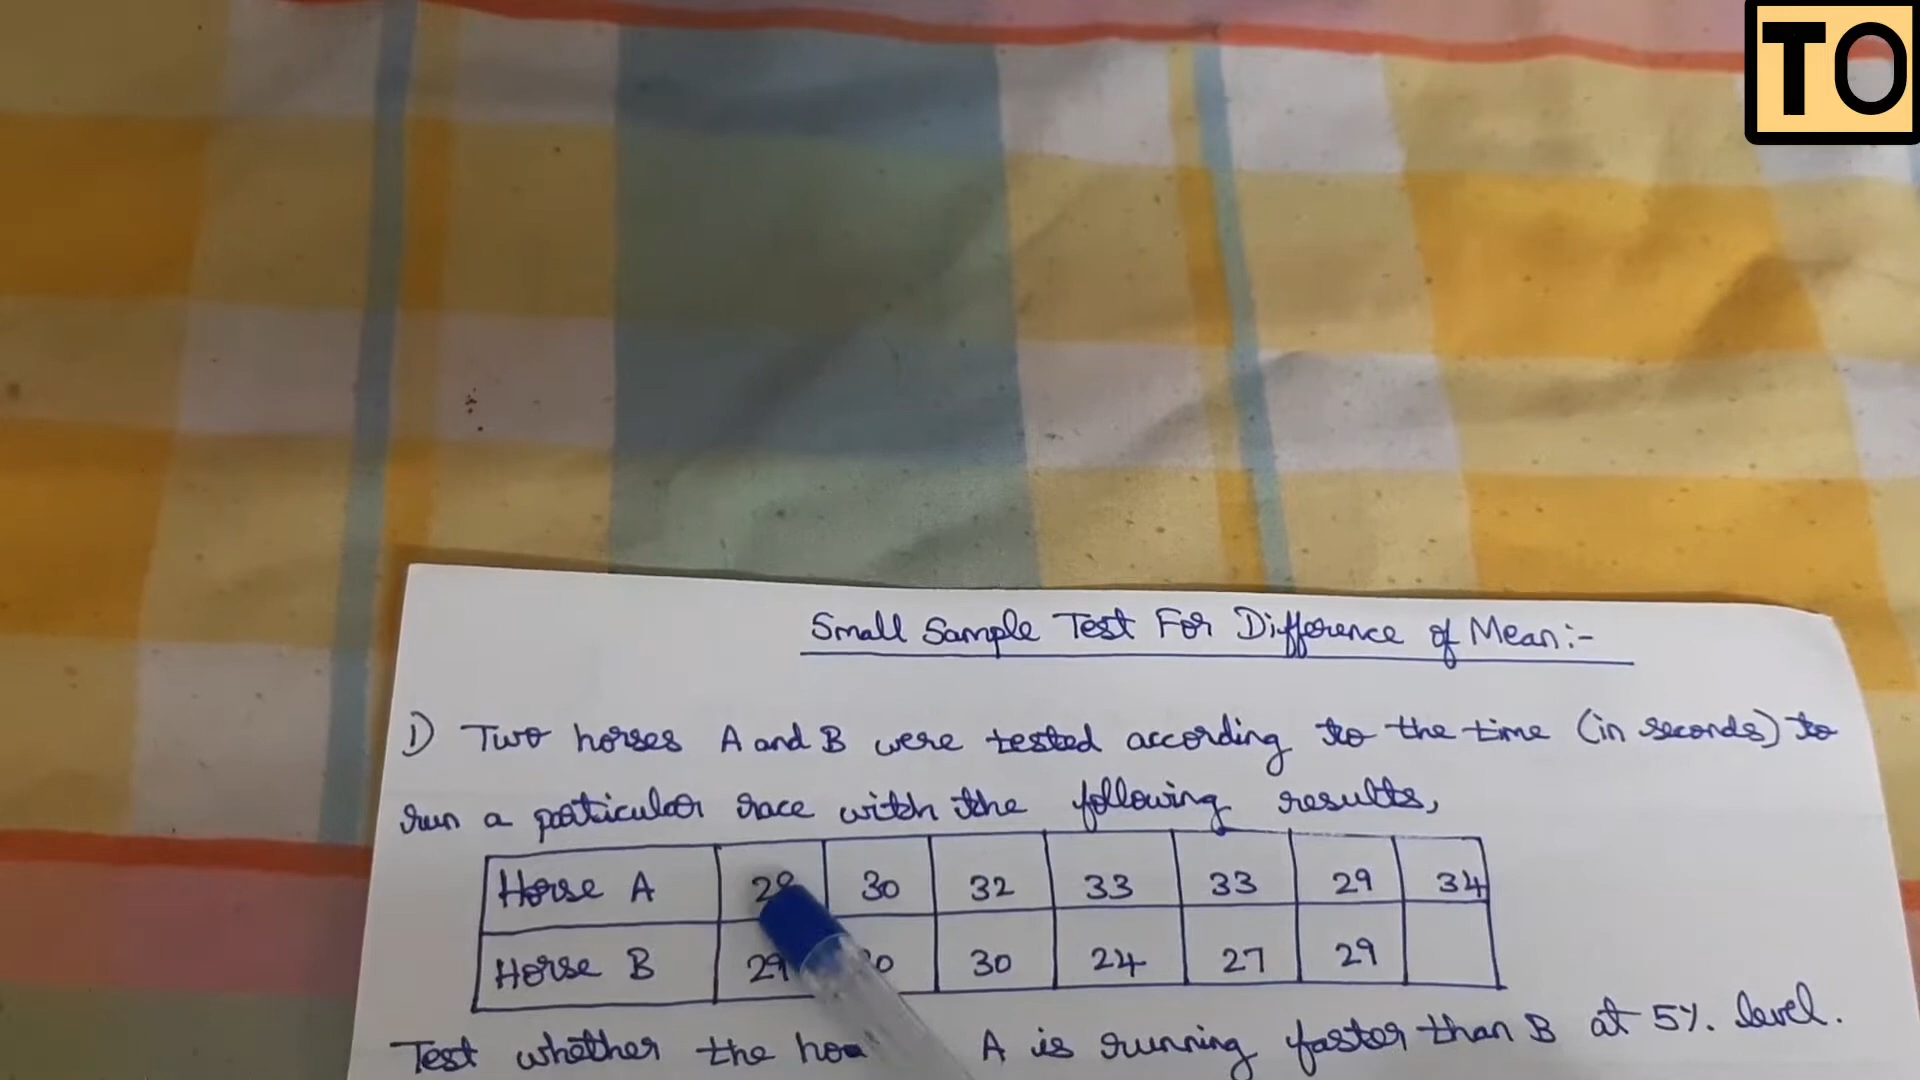 TO
Small Sample Test For Difference of Mean:-
1) Two horses A and B were tested according to the time (in seconds) to
run a particular race with the following results,
Horse A 30 32 33 33 29 34
Horse B 29 30 24 27 29
Test whether the A is running faster than B at 5%. level.